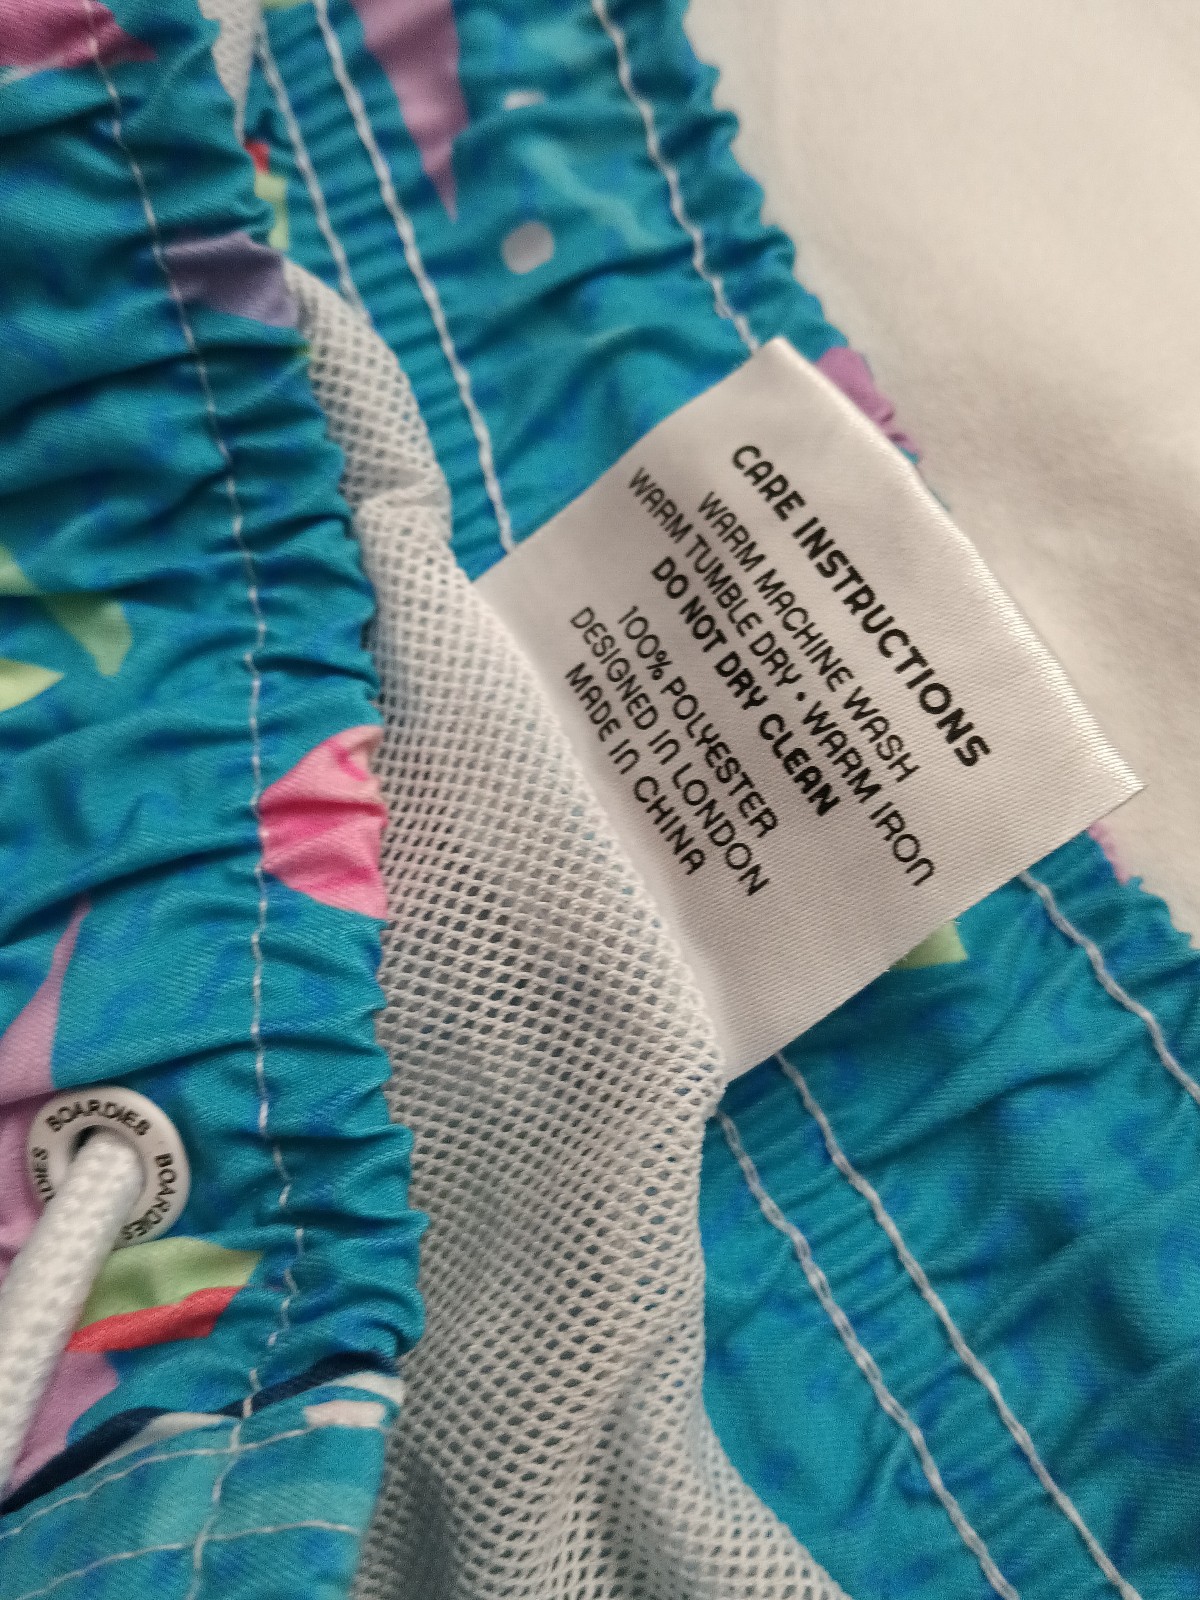 CARE INSTRUCTIONS
WARM MACHINE WASH
WARM TUMBLE DRY • WARM IRON
DO NOT DRY CLEAN
100% POLYESTER
DESIGNED IN LONDON
MADE IN CHINA
BOARDIES
BOARDIES
DIES